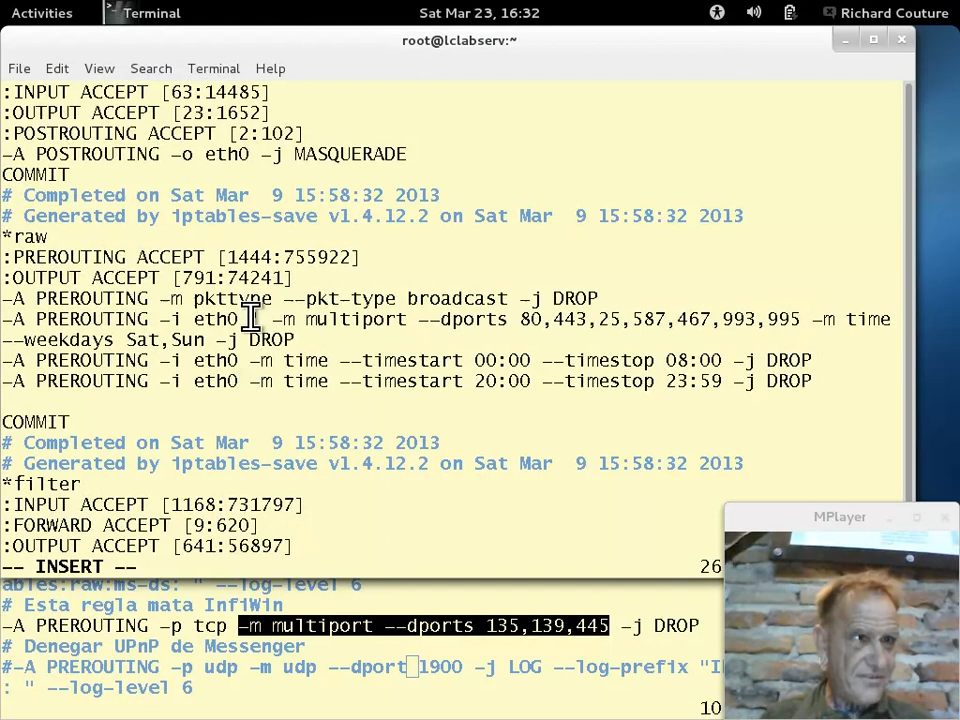 Activities Terminal Sat Mar 23, 16:32 Richard Couture
root@lclabserv:~
File Edit View Search Terminal Help
:INPUT ACCEPT [63:14485]
:OUTPUT ACCEPT [23:1652]
:POSTROUTING ACCEPT [2:102]
-A POSTROUTING -o eth0 -j MASQUERADE
COMMIT
# Completed on Sat Mar  9 15:58:32 2013
# Generated by iptables-save v1.4.12.2 on Sat Mar  9 15:58:32 2013
*raw
:PREROUTING ACCEPT [1444:755922]
:OUTPUT ACCEPT [791:74241]
-A PREROUTING -m pkttype --pkt-type broadcast -j DROP
-A PREROUTING -i eth0 -m multiport --dports 80,443,25,587,467,993,995 -m time
--weekdays Sat,Sun -j DROP
-A PREROUTING -i eth0 -m time --timestart 00:00 --timestop 08:00 -j DROP
-A PREROUTING -i eth0 -m time --timestart 20:00 --timestop 23:59 -j DROP
COMMIT
# Completed on Sat Mar  9 15:58:32 2013
# Generated by iptables-save v1.4.12.2 on Sat Mar  9 15:58:32 2013
*filter
:INPUT ACCEPT [1168:731797]
:FORWARD ACCEPT [9:620]
:OUTPUT ACCEPT [641:56897]
-- INSERT -- 26
MPlayer
ables:raw:ms-ds: " --log-level 6
# Esta regla mata InfiWin
-A PREROUTING -p tcp -m multiport --dports 135,139,445 -j DROP
# Denegar UPnP de Messenger
#-A PREROUTING -p udp -m udp --dport 1900 -j LOG --log-prefix
: " --log-level 6
10